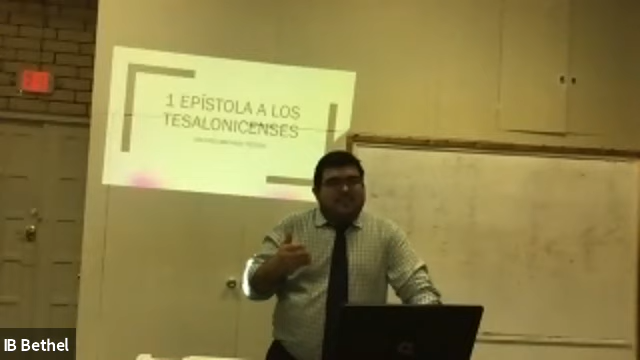 1 EPÍSTOLA A LOS
TESALONICENSES
IB Bethel